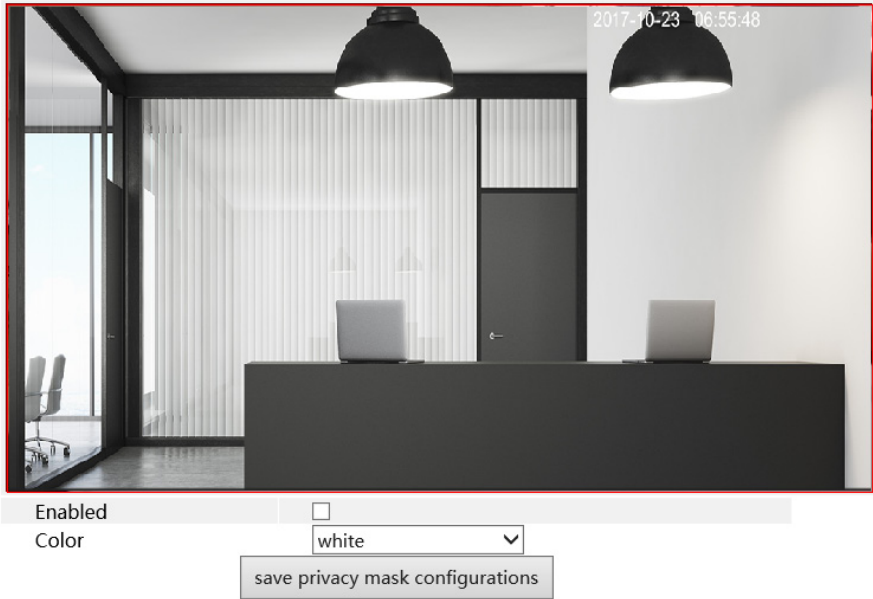 2017-10-23 06:55:48
Enabled
Color
white
save privacy mask configurations